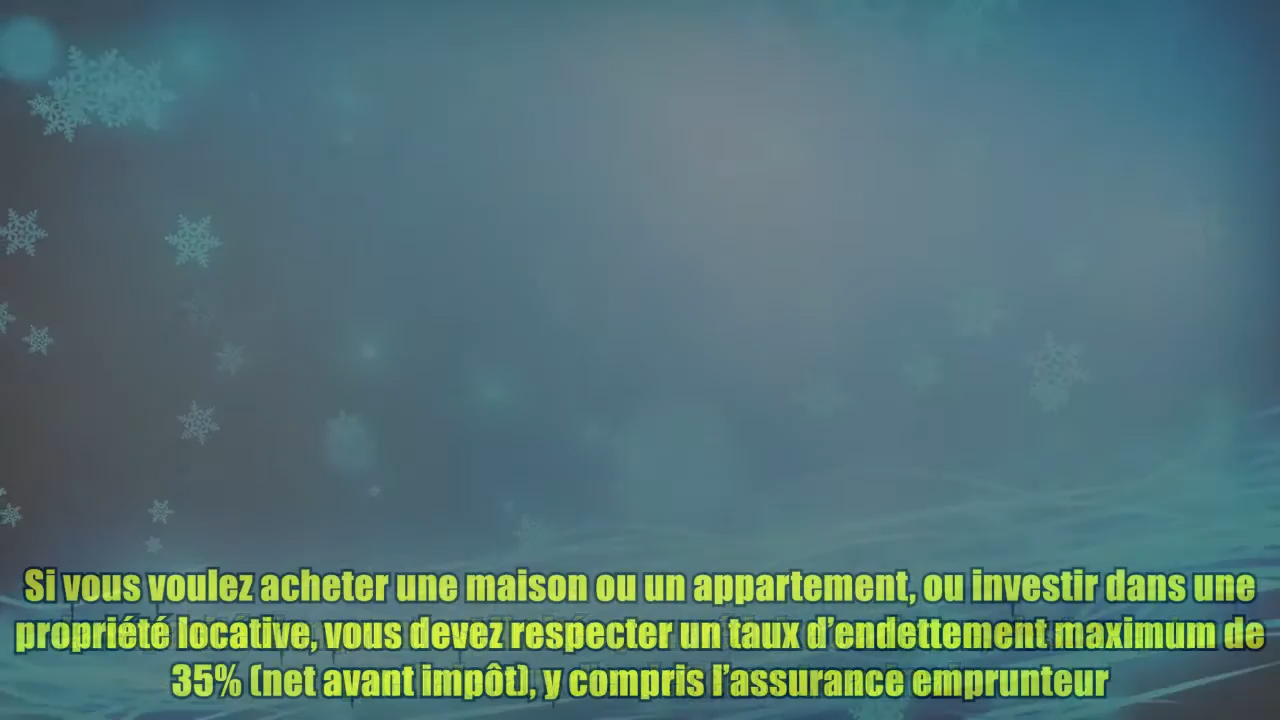 Si vous voulez acheter une maison ou un appartement, ou investir dans une
propriété locative, vous devez respecter un taux d’endettement maximum de
35% (net avant impôt), y compris l’assurance emprunteur